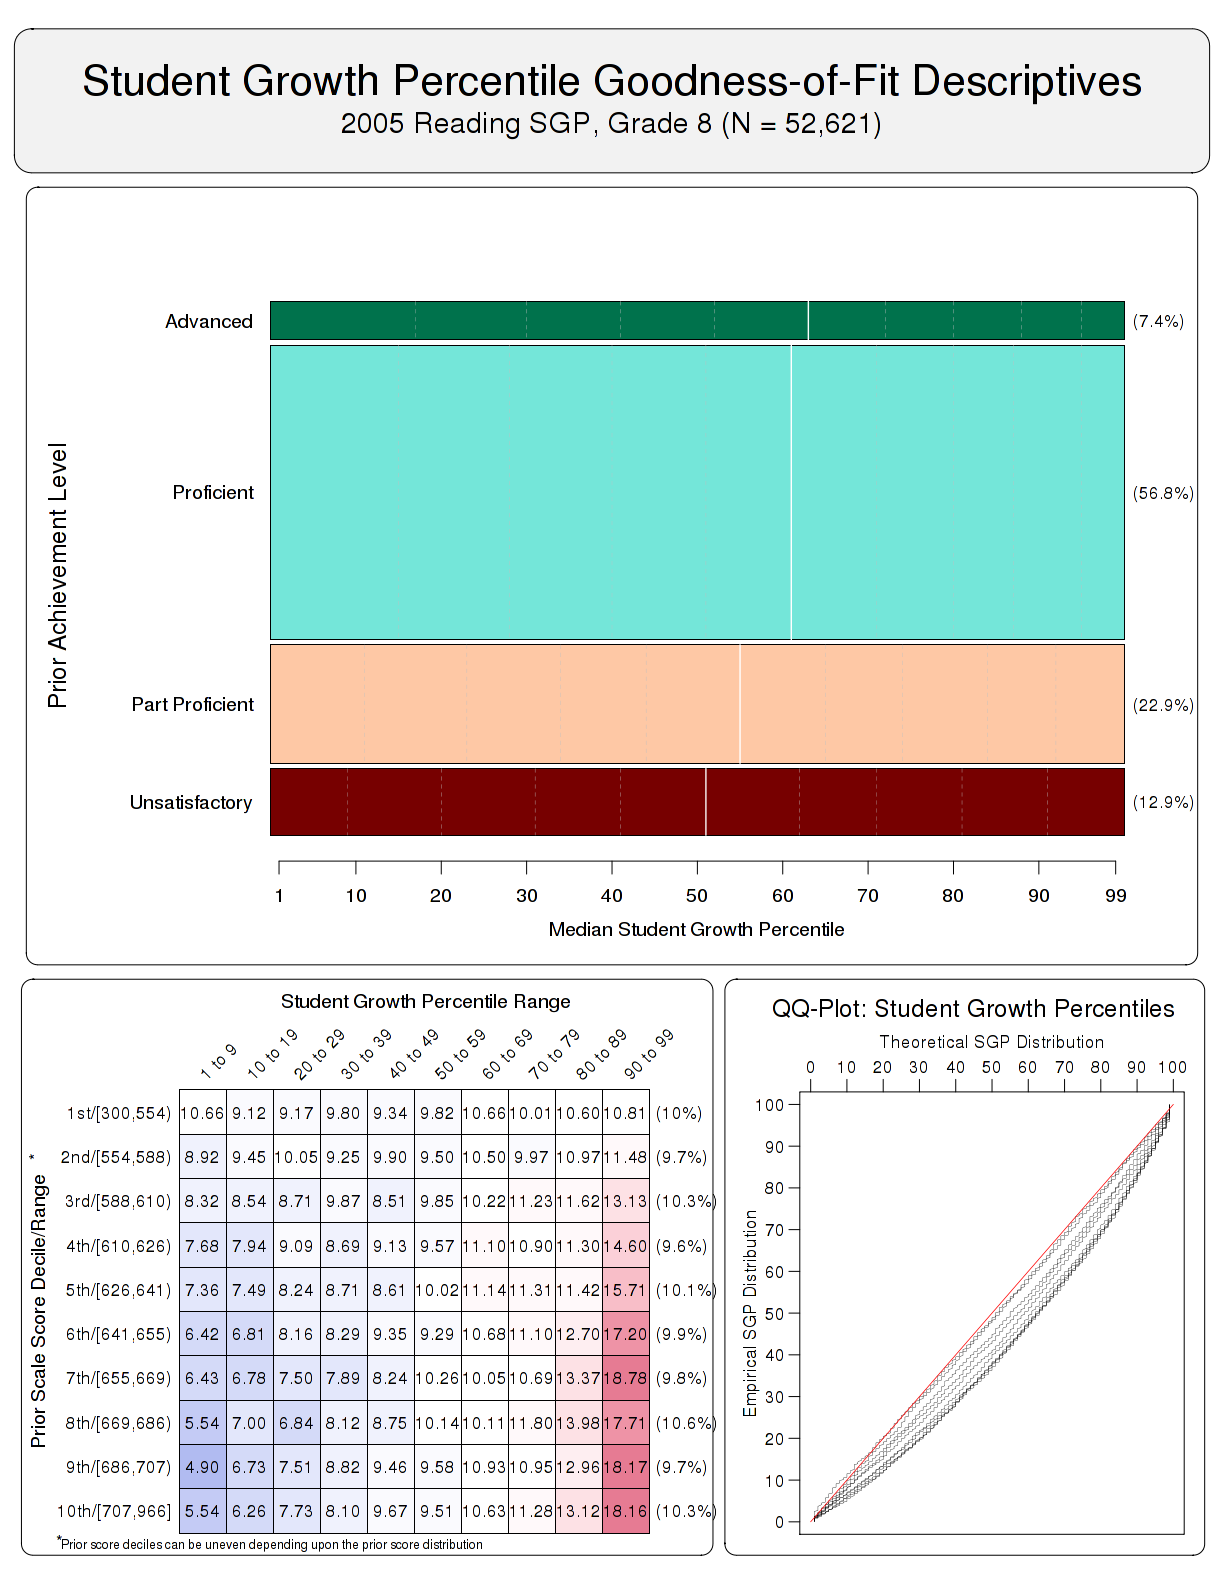 Student Growth Percentile Goodness-of-Fit Descriptives
2005 Reading SGP, Grade 8 (N = 52,621)
Prior Achievement Level
Advanced (7.4%)
Proficient (56.8%)
Part Proficient (22.9%)
Unsatisfactory (12.9%)
1 10 20 30 40 50 60 70 80 90 99
Median Student Growth Percentile
Student Growth Percentile Range
1 to 9 10 to 19 20 to 29 30 to 39 40 to 49 50 to 59 60 to 69 70 to 79 80 to 89 90 to 99
Prior Scale Score Decile/Range *
1st/[300,554) 10.66 9.12 9.17 9.80 9.34 9.82 10.66 10.01 10.60 10.81 (10%)
2nd/[554,588) 8.92 9.45 10.05 9.25 9.90 9.50 10.50 9.97 10.97 11.48 (9.7%)
3rd/[588,610) 8.32 8.54 8.71 9.87 8.51 9.85 10.22 11.23 11.62 13.13 (10.3%)
4th/[610,626) 7.68 7.94 9.09 8.69 9.13 9.57 11.10 10.90 11.30 14.60 (9.6%)
5th/[626,641) 7.36 7.49 8.24 8.71 8.61 10.02 11.14 11.31 11.42 15.71 (10.1%)
6th/[641,655) 6.42 6.81 8.16 8.29 9.35 9.29 10.68 11.10 12.70 17.20 (9.9%)
7th/[655,669) 6.43 6.78 7.50 7.89 8.24 10.26 10.05 10.69 13.37 18.78 (9.8%)
8th/[669,686) 5.54 7.00 6.84 8.12 8.75 10.14 10.11 11.80 13.98 17.71 (10.6%)
9th/[686,707) 4.90 6.73 7.51 8.82 9.46 9.58 10.93 10.95 12.96 18.17 (9.7%)
10th/[707,966] 5.54 6.26 7.73 8.10 9.67 9.51 10.63 11.28 13.12 18.16 (10.3%)
*Prior score deciles can be uneven depending upon the prior score distribution
QQ-Plot: Student Growth Percentiles
Theoretical SGP Distribution
0 10 20 30 40 50 60 70 80 90 100
Empirical SGP Distribution
100
90
80
70
60
50
40
30
20
10
0